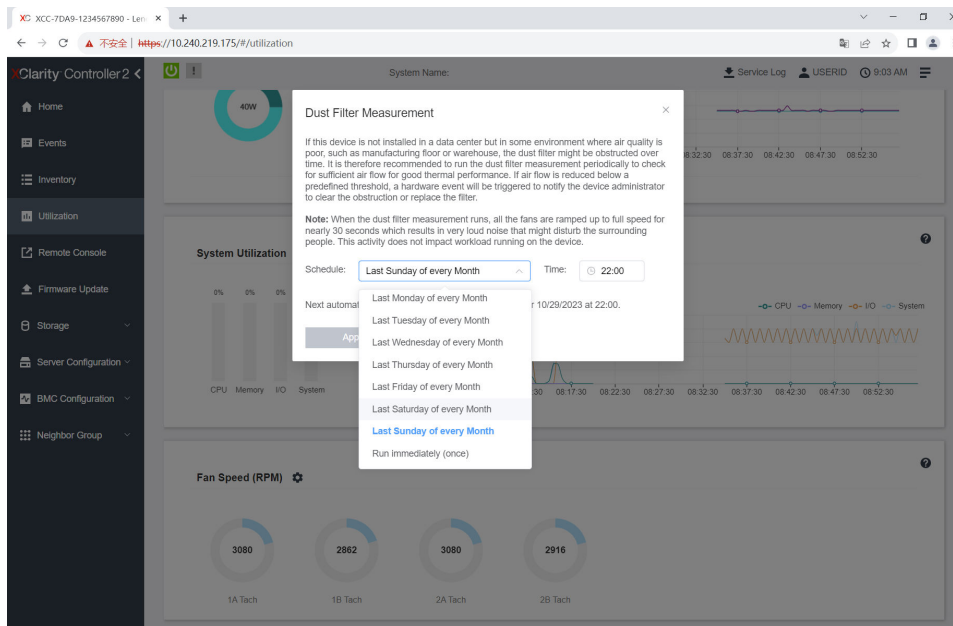 XC XCC-7DA9-1234567890 - Len × +
不安全 | https://10.240.219.175/#/utilization
XClarity Controller 2
System Name:
Service Log USERID 9:03 AM
Home
Events
Inventory
Utilization
Remote Console
Firmware Update
Storage
Server Configuration
BMC Configuration
Neighbor Group
40W
08:32:30 08:37:30 08:42:30 08:47:30 08:52:30
Dust Filter Measurement ×
If this device is not installed in a data center but in some environment where air quality is
poor, such as manufacturing floor or warehouse, the dust filter might be obstructed over
time. It is therefore recommended to run the dust filter measurement periodically to check
for sufficient air flow for good thermal performance. If air flow is reduced below a
predefined threshold, a hardware event will be triggered to notify the device administrator
to clear the obstruction or replace the filter.
Note: When the dust filter measurement runs, all the fans are ramped up to full speed for
nearly 30 seconds which results in very loud noise that might disturb the surrounding
people. This activity does not impact workload running on the device.
Schedule: Last Sunday of every Month Time: 22:00
Next automat r 10/29/2023 at 22:00.
App
Last Monday of every Month
Last Tuesday of every Month
Last Wednesday of every Month
Last Thursday of every Month
Last Friday of every Month
Last Saturday of every Month
Last Sunday of every Month
Run immediately (once)
System Utilization
0% 0% 0%
CPU Memory I/O System
CPU Memory I/O System
:30 08:17:30 08:22:30 08:27:30 08:32:30 08:37:30 08:42:30 08:47:30 08:52:30
Fan Speed (RPM)
3080 2862 3080 2916
1A Tach 1B Tach 2A Tach 2B Tach